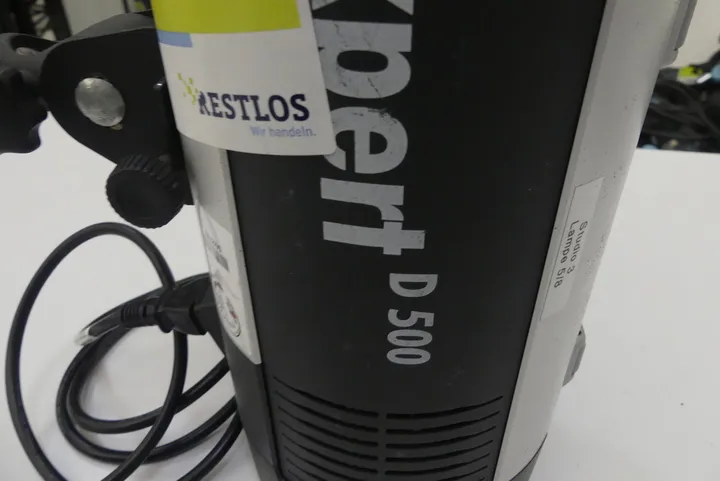 RESTLOS
Wir handeln.
xpert D 500
Studio 3
Lampe 5/8